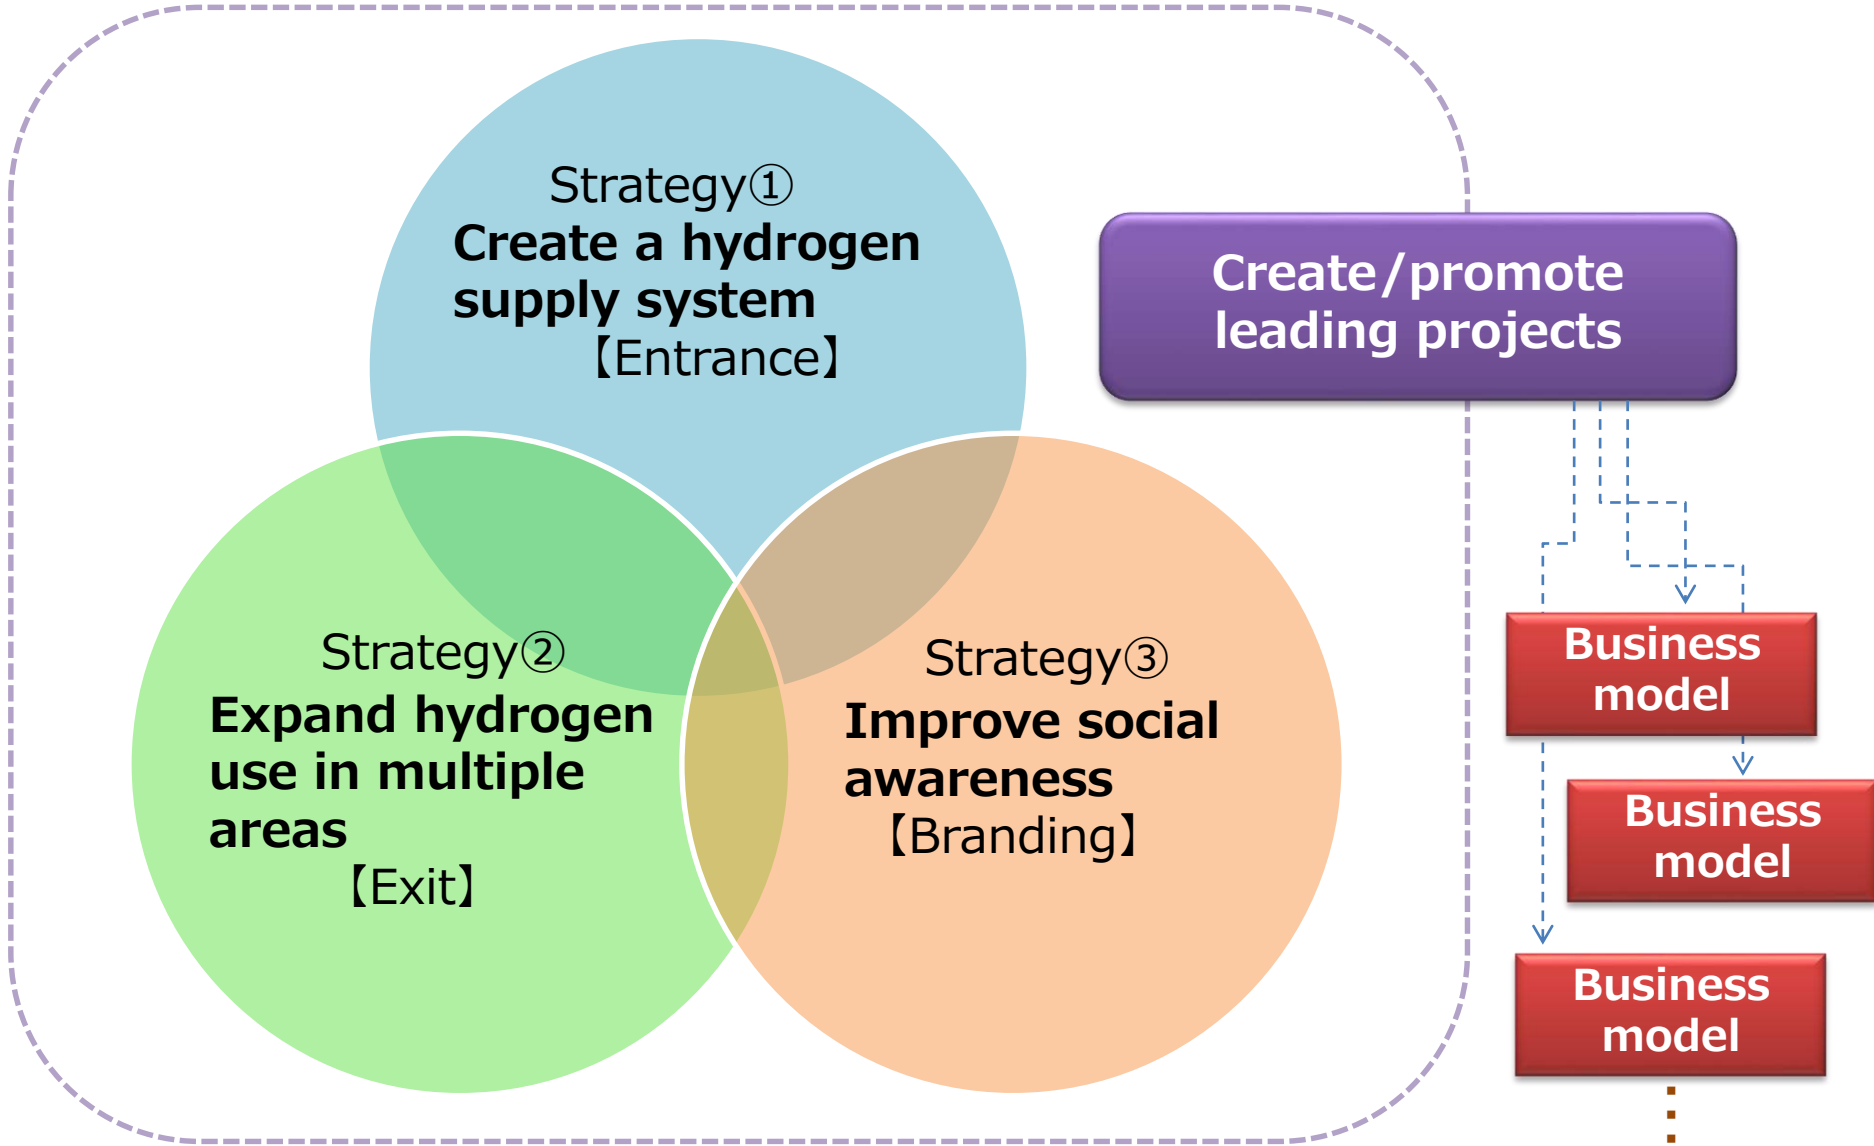 Strategy①
Create a hydrogen
supply system
【Entrance】
Create/promote
leading projects
Strategy②
Expand hydrogen
use in multiple
areas
【Exit】
Strategy③
Improve social
awareness
【Branding】
Business
model
Business
model
Business
model